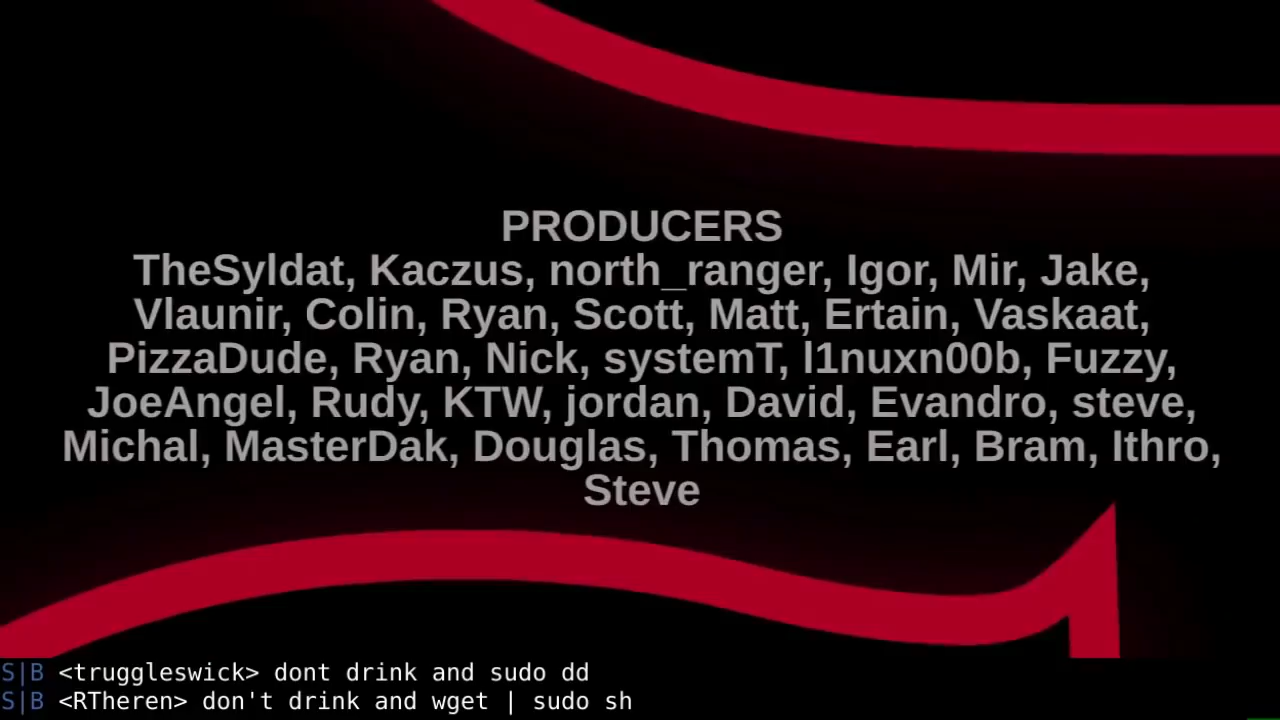 PRODUCERS
TheSyldat, Kaczus, north_ranger, Igor, Mir, Jake,
Vlaunir, Colin, Ryan, Scott, Matt, Ertain, Vaskaat,
PizzaDude, Ryan, Nick, systemT, l1nuxn00b, Fuzzy,
JoeAngel, Rudy, KTW, jordan, David, Evandro, steve,
Michal, MasterDak, Douglas, Thomas, Earl, Bram, Ithro,
Steve
S|B <truggleswick> dont drink and sudo dd
S|B <RTheren> don't drink and wget | sudo sh